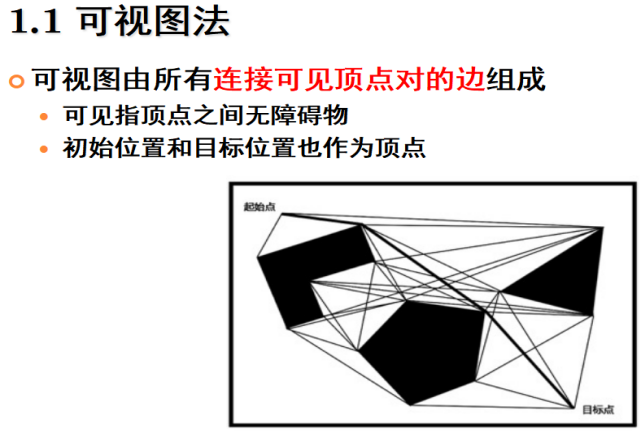 1.1 可视图法
可视图由所有连接可见顶点对的边组成
可见指顶点之间无障碍物
初始位置和目标位置也作为顶点
起始点
目标点